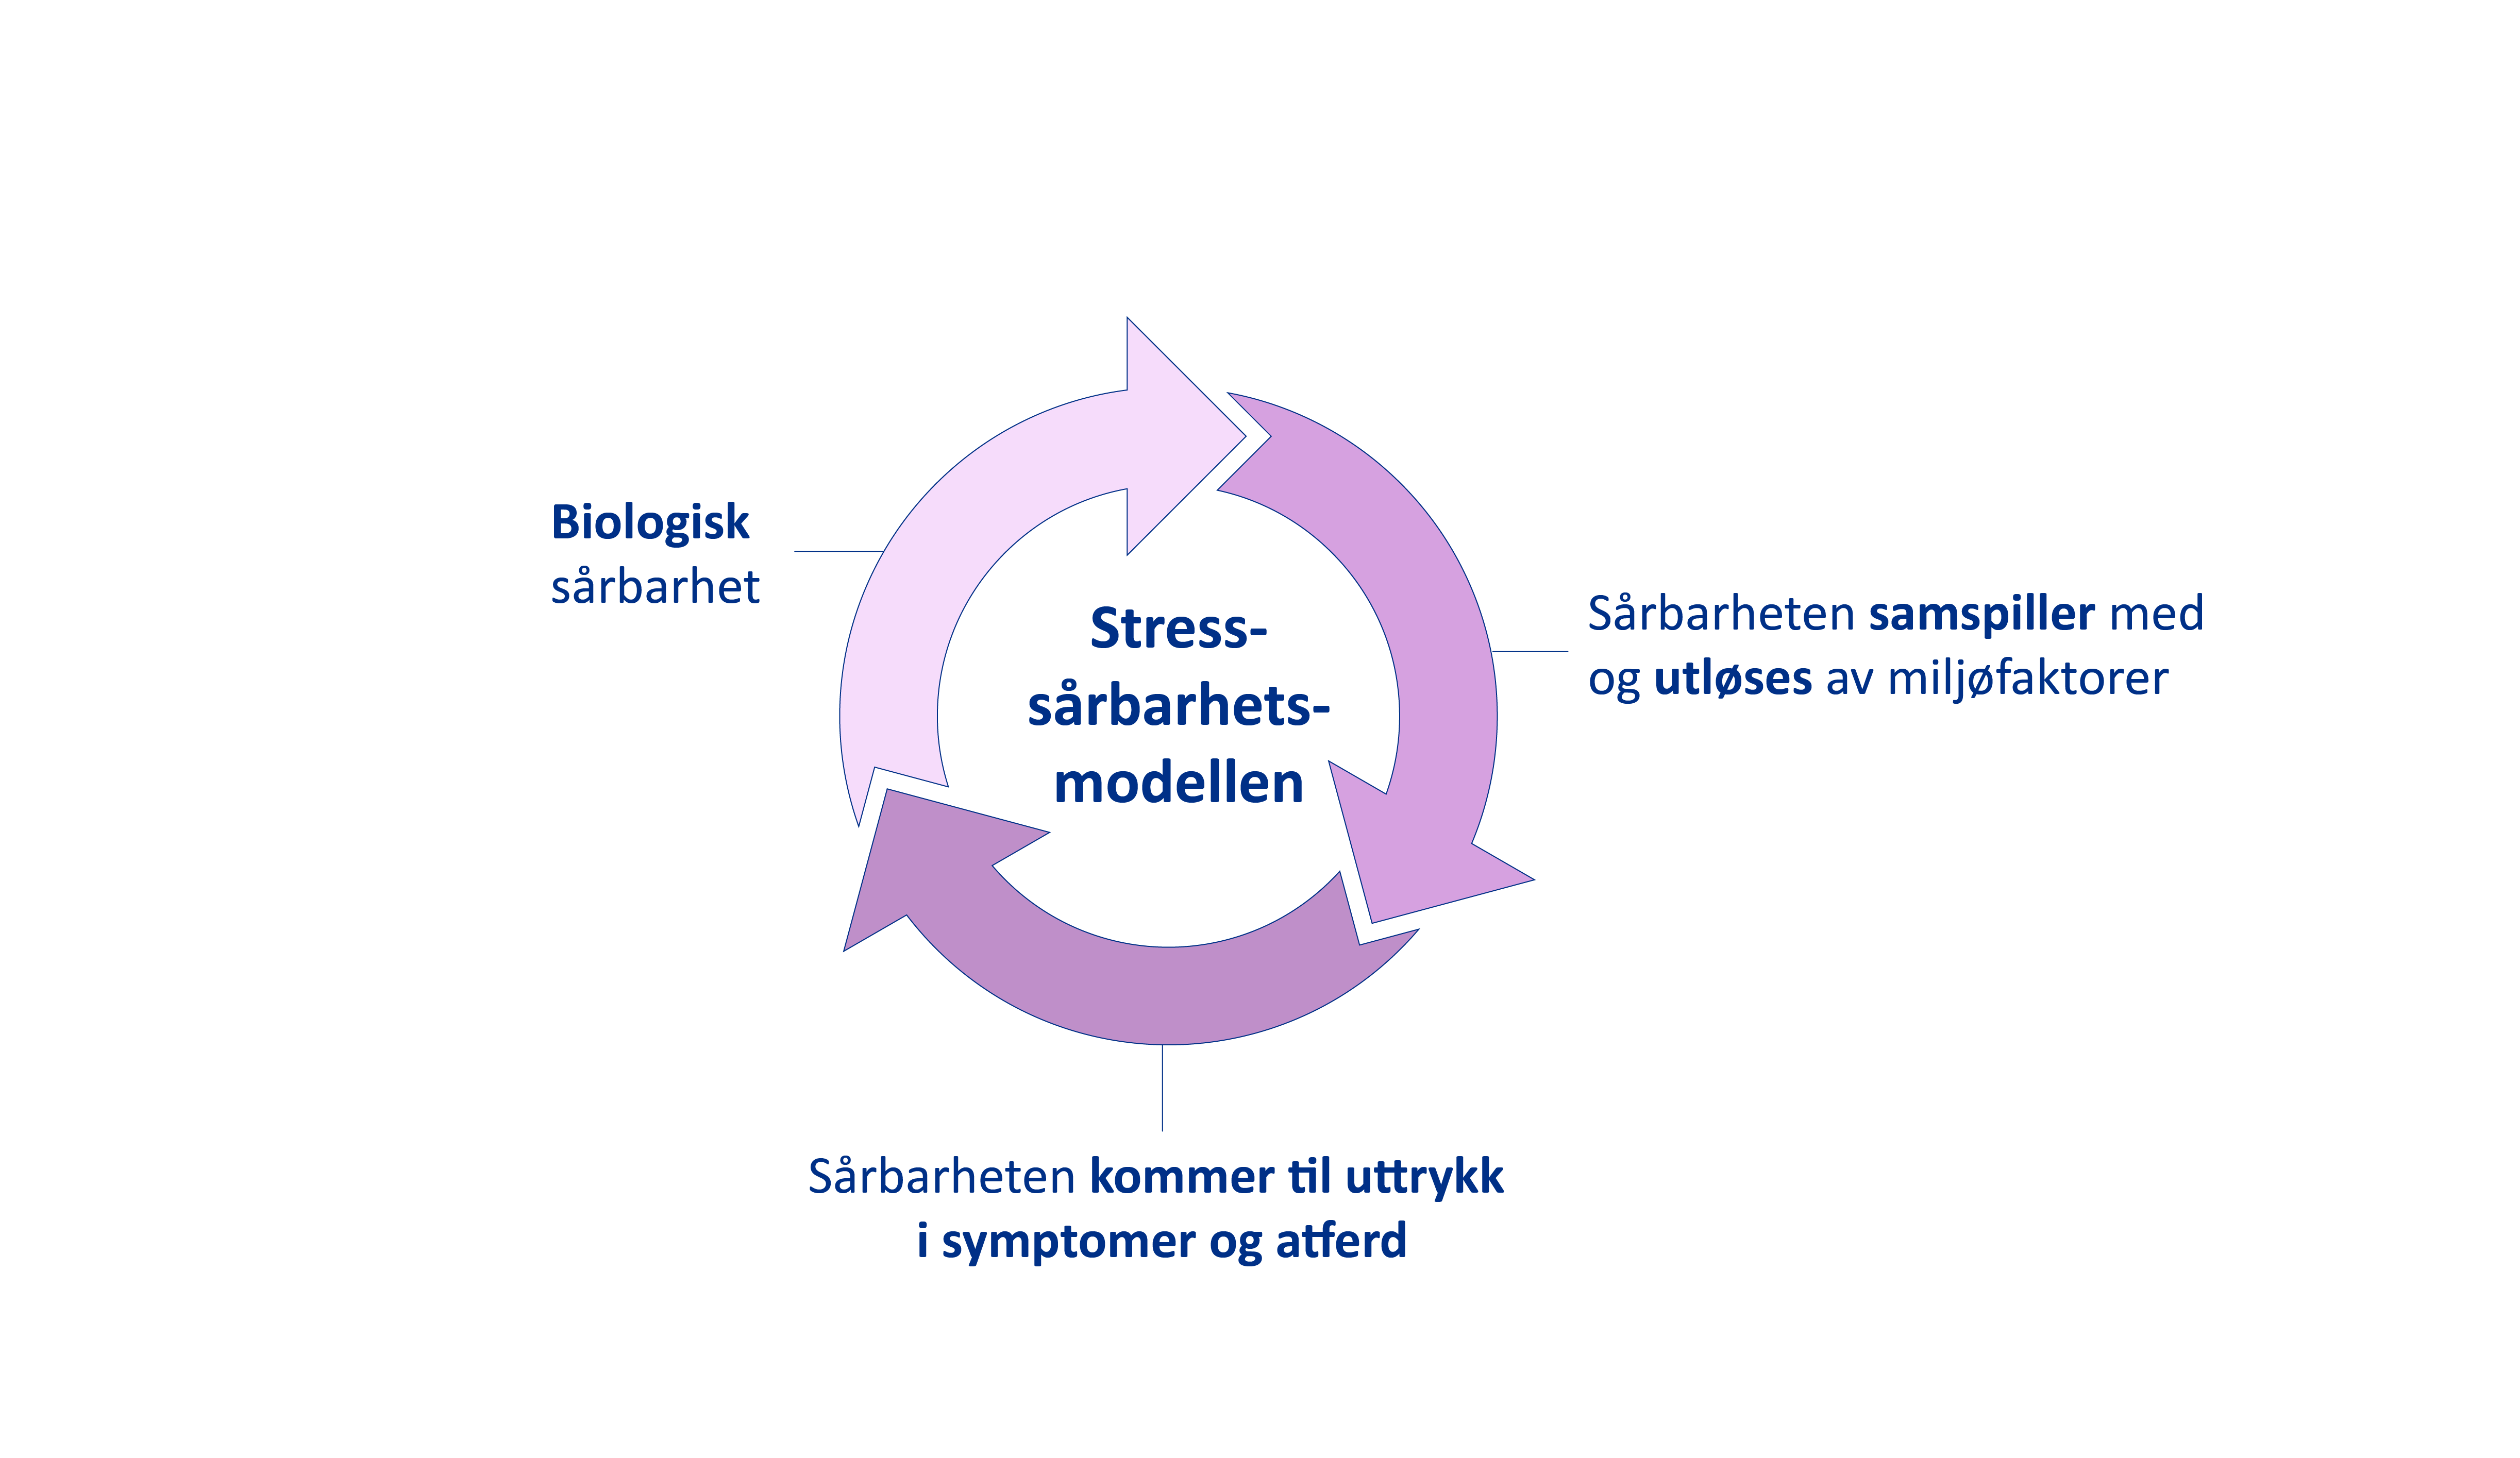 Biologisk
sårbarhet
Stress-
sårbarhets-
modellen
Sårbarheten samspiller med
og utløses av miljøfaktorer
Sårbarheten kommer til uttrykk
i symptomer og atferd